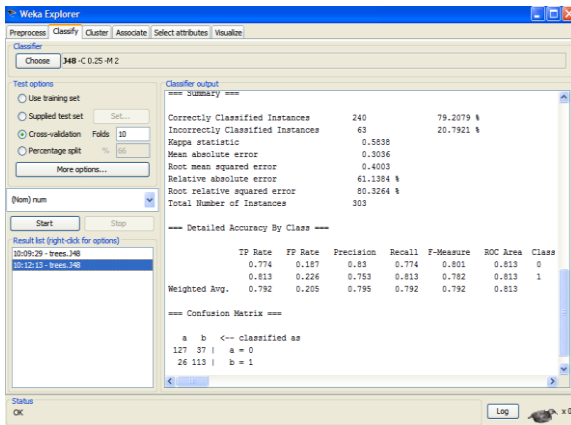 Weka Explorer
Preprocess Classify Cluster Associate Select attributes Visualize
Classifier
Choose J48 -C 0.25 -M 2
Test options
Use training set
Supplied test set Set...
Cross-validation Folds 10
Percentage split % 66
More options...
(Nom) num
Start Stop
Result list (right-click for options)
10:09:29 - trees.J48
10:12:13 - trees.J48
Classifier output
=== Summary ===
Correctly Classified Instances 240 79.2079 %
Incorrectly Classified Instances 63 20.7921 %
Kappa statistic 0.5838
Mean absolute error 0.3036
Root mean squared error 0.4003
Relative absolute error 61.1384 %
Root relative squared error 80.3264 %
Total Number of Instances 303
=== Detailed Accuracy By Class ===
TP Rate FP Rate Precision Recall F-Measure ROC Area Class
0.774 0.187 0.83 0.774 0.801 0.813 0
0.813 0.226 0.753 0.813 0.782 0.813 1
Weighted Avg. 0.792 0.205 0.795 0.792 0.792 0.813
=== Confusion Matrix ===
a b <-- classified as
127 37 | a = 0
26 113 | b = 1
Status
OK
Log x 0